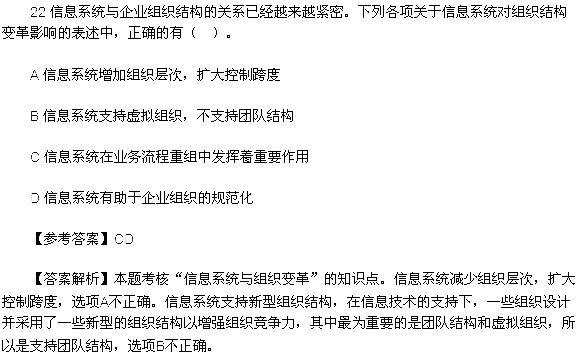 22 信息系统与企业组织结构的关系已经越来越紧密。下列各项关于信息系统对组织结构
变革影响的表述中，正确的有（　）。
A 信息系统增加组织层次，扩大控制跨度
B 信息系统支持虚拟组织，不支持团队结构
C 信息系统在业务流程重组中发挥着重要作用
D 信息系统有助于企业组织的规范化
【参考答案】CD
【答案解析】本题考核“信息系统与组织变革”的知识点。信息系统减少组织层次，扩大
控制跨度，选项A不正确。信息系统支持新型组织结构，在信息技术的支持下，一些组织设计
并采用了一些新型的组织结构以增强组织竞争力，其中最为重要的是团队结构和虚拟组织，所
以是支持团队结构，选项B不正确。